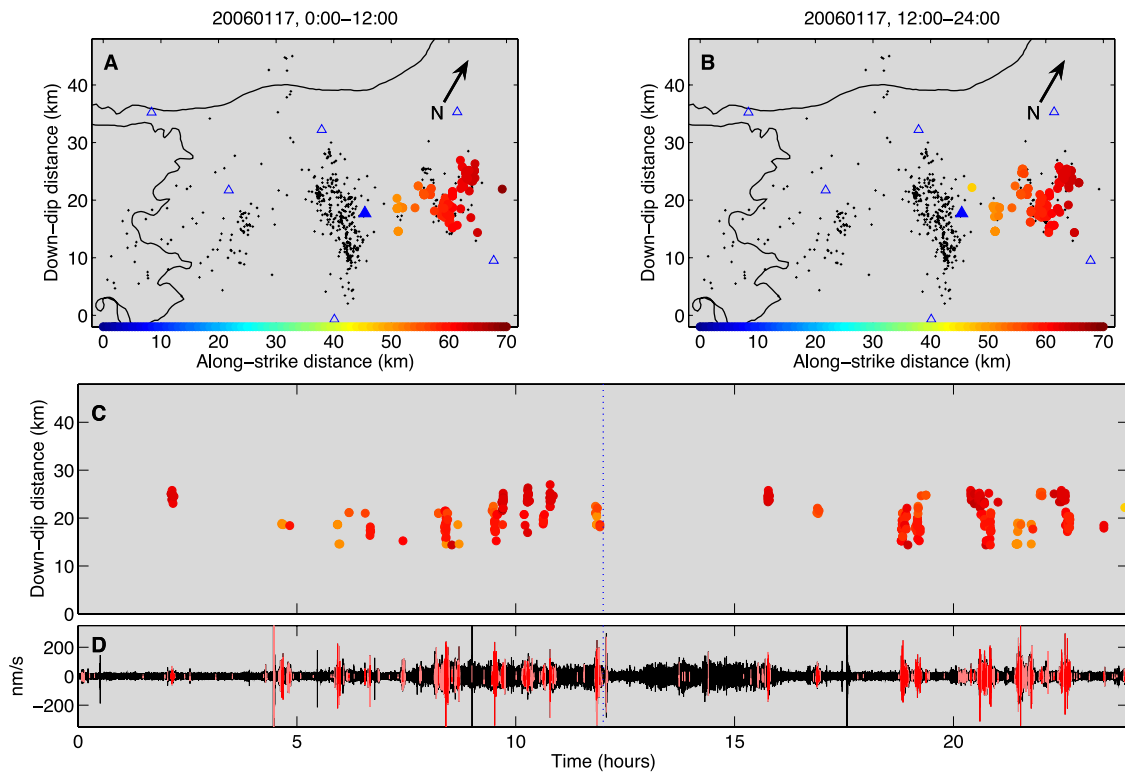 20060117, 0:00−12:00
20060117, 12:00−24:00
A
B
N
N
Down−dip distance (km)
0
10
20
30
40
0 10 20 30 40 50 60 70
Along−strike distance (km)
Down−dip distance (km)
0
10
20
30
40
0 10 20 30 40 50 60 70
Along−strike distance (km)
C
Down−dip distance (km)
0
10
20
30
40
D
nm/s
200
0
−200
0 5 10 15 20
Time (hours)